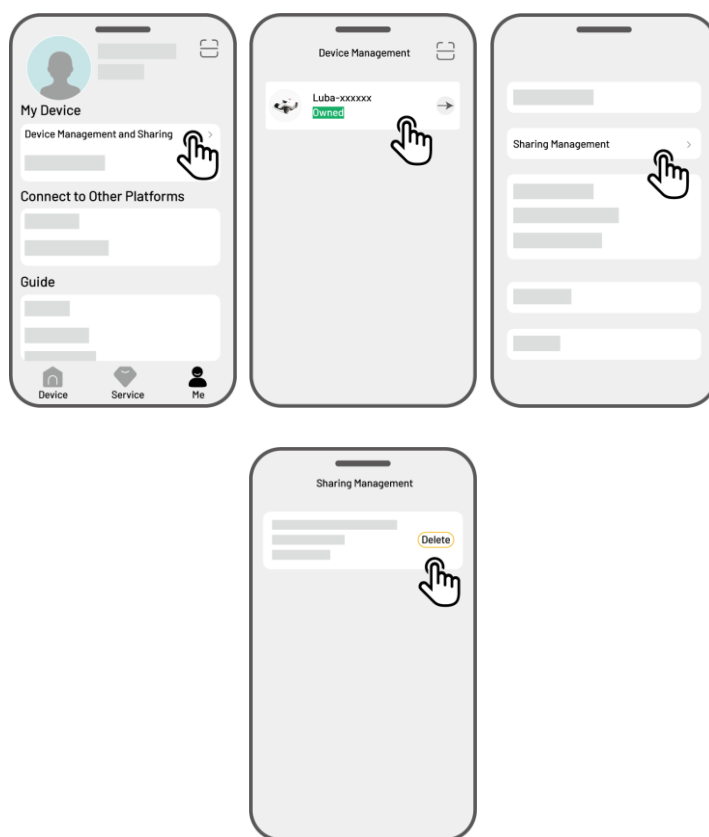 My Device
Device Management and Sharing
Connect to Other Platforms
Guide
Device
Service
Me
Device Management
Luba-xxxxxx
Owned
Sharing Management
Sharing Management
Delete